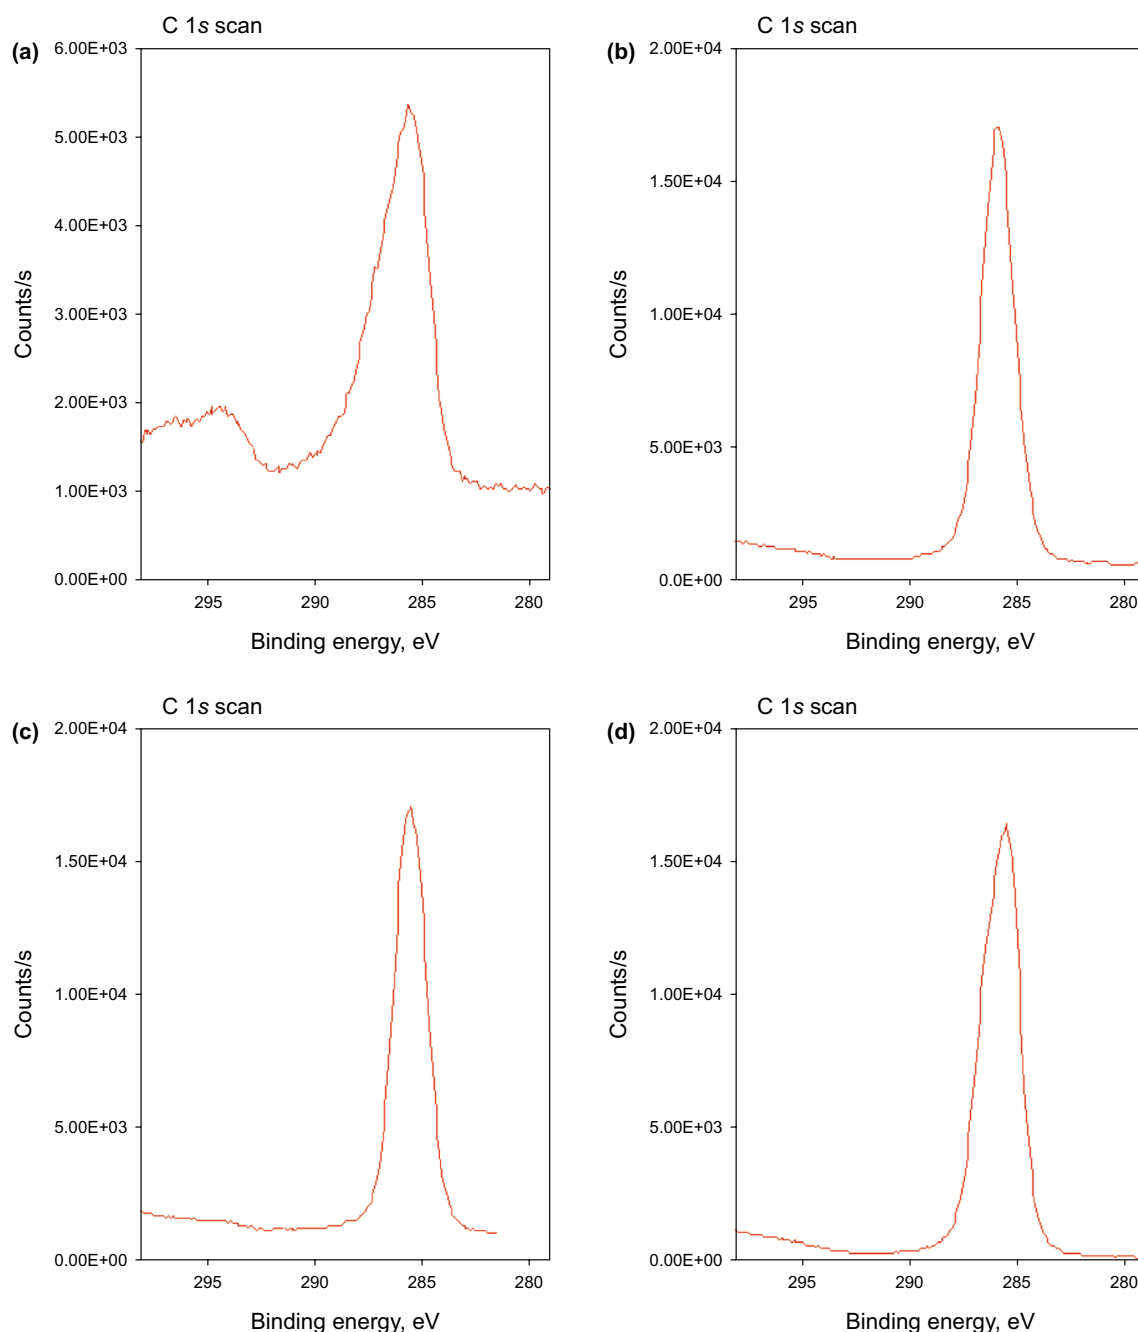 C 1s scan
(a)
6.00E+03
5.00E+03
4.00E+03
3.00E+03
2.00E+03
1.00E+03
0.00E+00
Counts/s
295 290 285 280
Binding energy, eV
C 1s scan
(b)
2.00E+04
1.50E+04
1.00E+04
5.00E+03
0.0E+00
Counts/s
295 290 285 280
Binding energy, eV
C 1s scan
(c)
2.00E+04
1.50E+04
1.00E+04
5.00E+03
0.00E+00
Counts/s
295 290 285 280
Binding energy, eV
C 1s scan
(d)
2.00E+04
1.50E+04
1.00E+04
5.00E+03
0.00E+00
Counts/s
295 290 285 280
Binding energy, eV